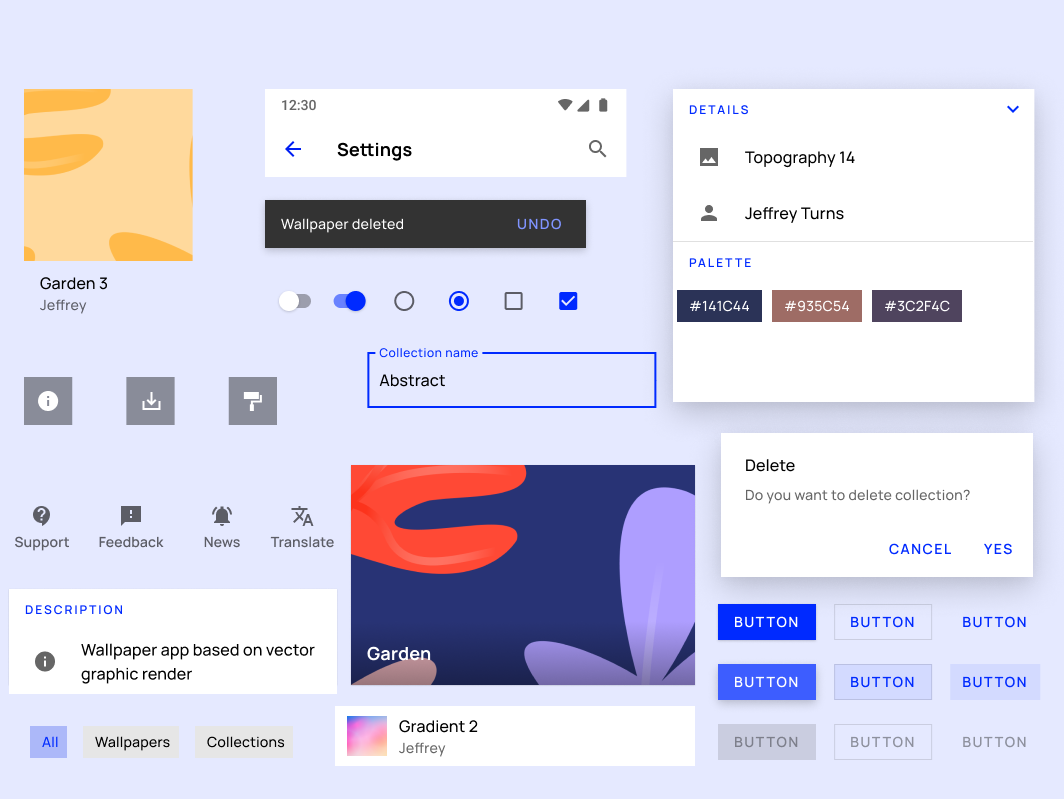 12:30
Settings
Wallpaper deleted UNDO
Garden 3
Jeffrey
Collection name
Abstract
DETAILS
Topography 14
Jeffrey Turns
PALETTE
#141C44 #935C54 #3C2F4C
Delete
Do you want to delete collection?
CANCEL YES
Support Feedback News Translate
DESCRIPTION
Wallpaper app based on vector
graphic render
All Wallpapers Collections
Garden
Gradient 2
Jeffrey
BUTTON BUTTON BUTTON
BUTTON BUTTON BUTTON
BUTTON BUTTON BUTTON